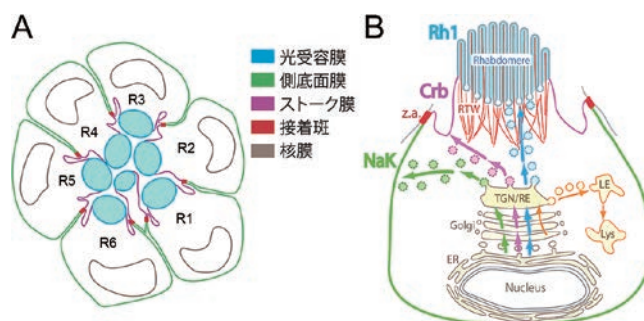 A
R3
R4
R2
R5
R1
R6
光受容膜
側底面膜
ストーク膜
接着斑
核膜
B
Rh1
Rhabdomere
Crb
RTW
z.a.
NaK
TGN/RE
LE
Golgi
Lys
ER
Nucleus